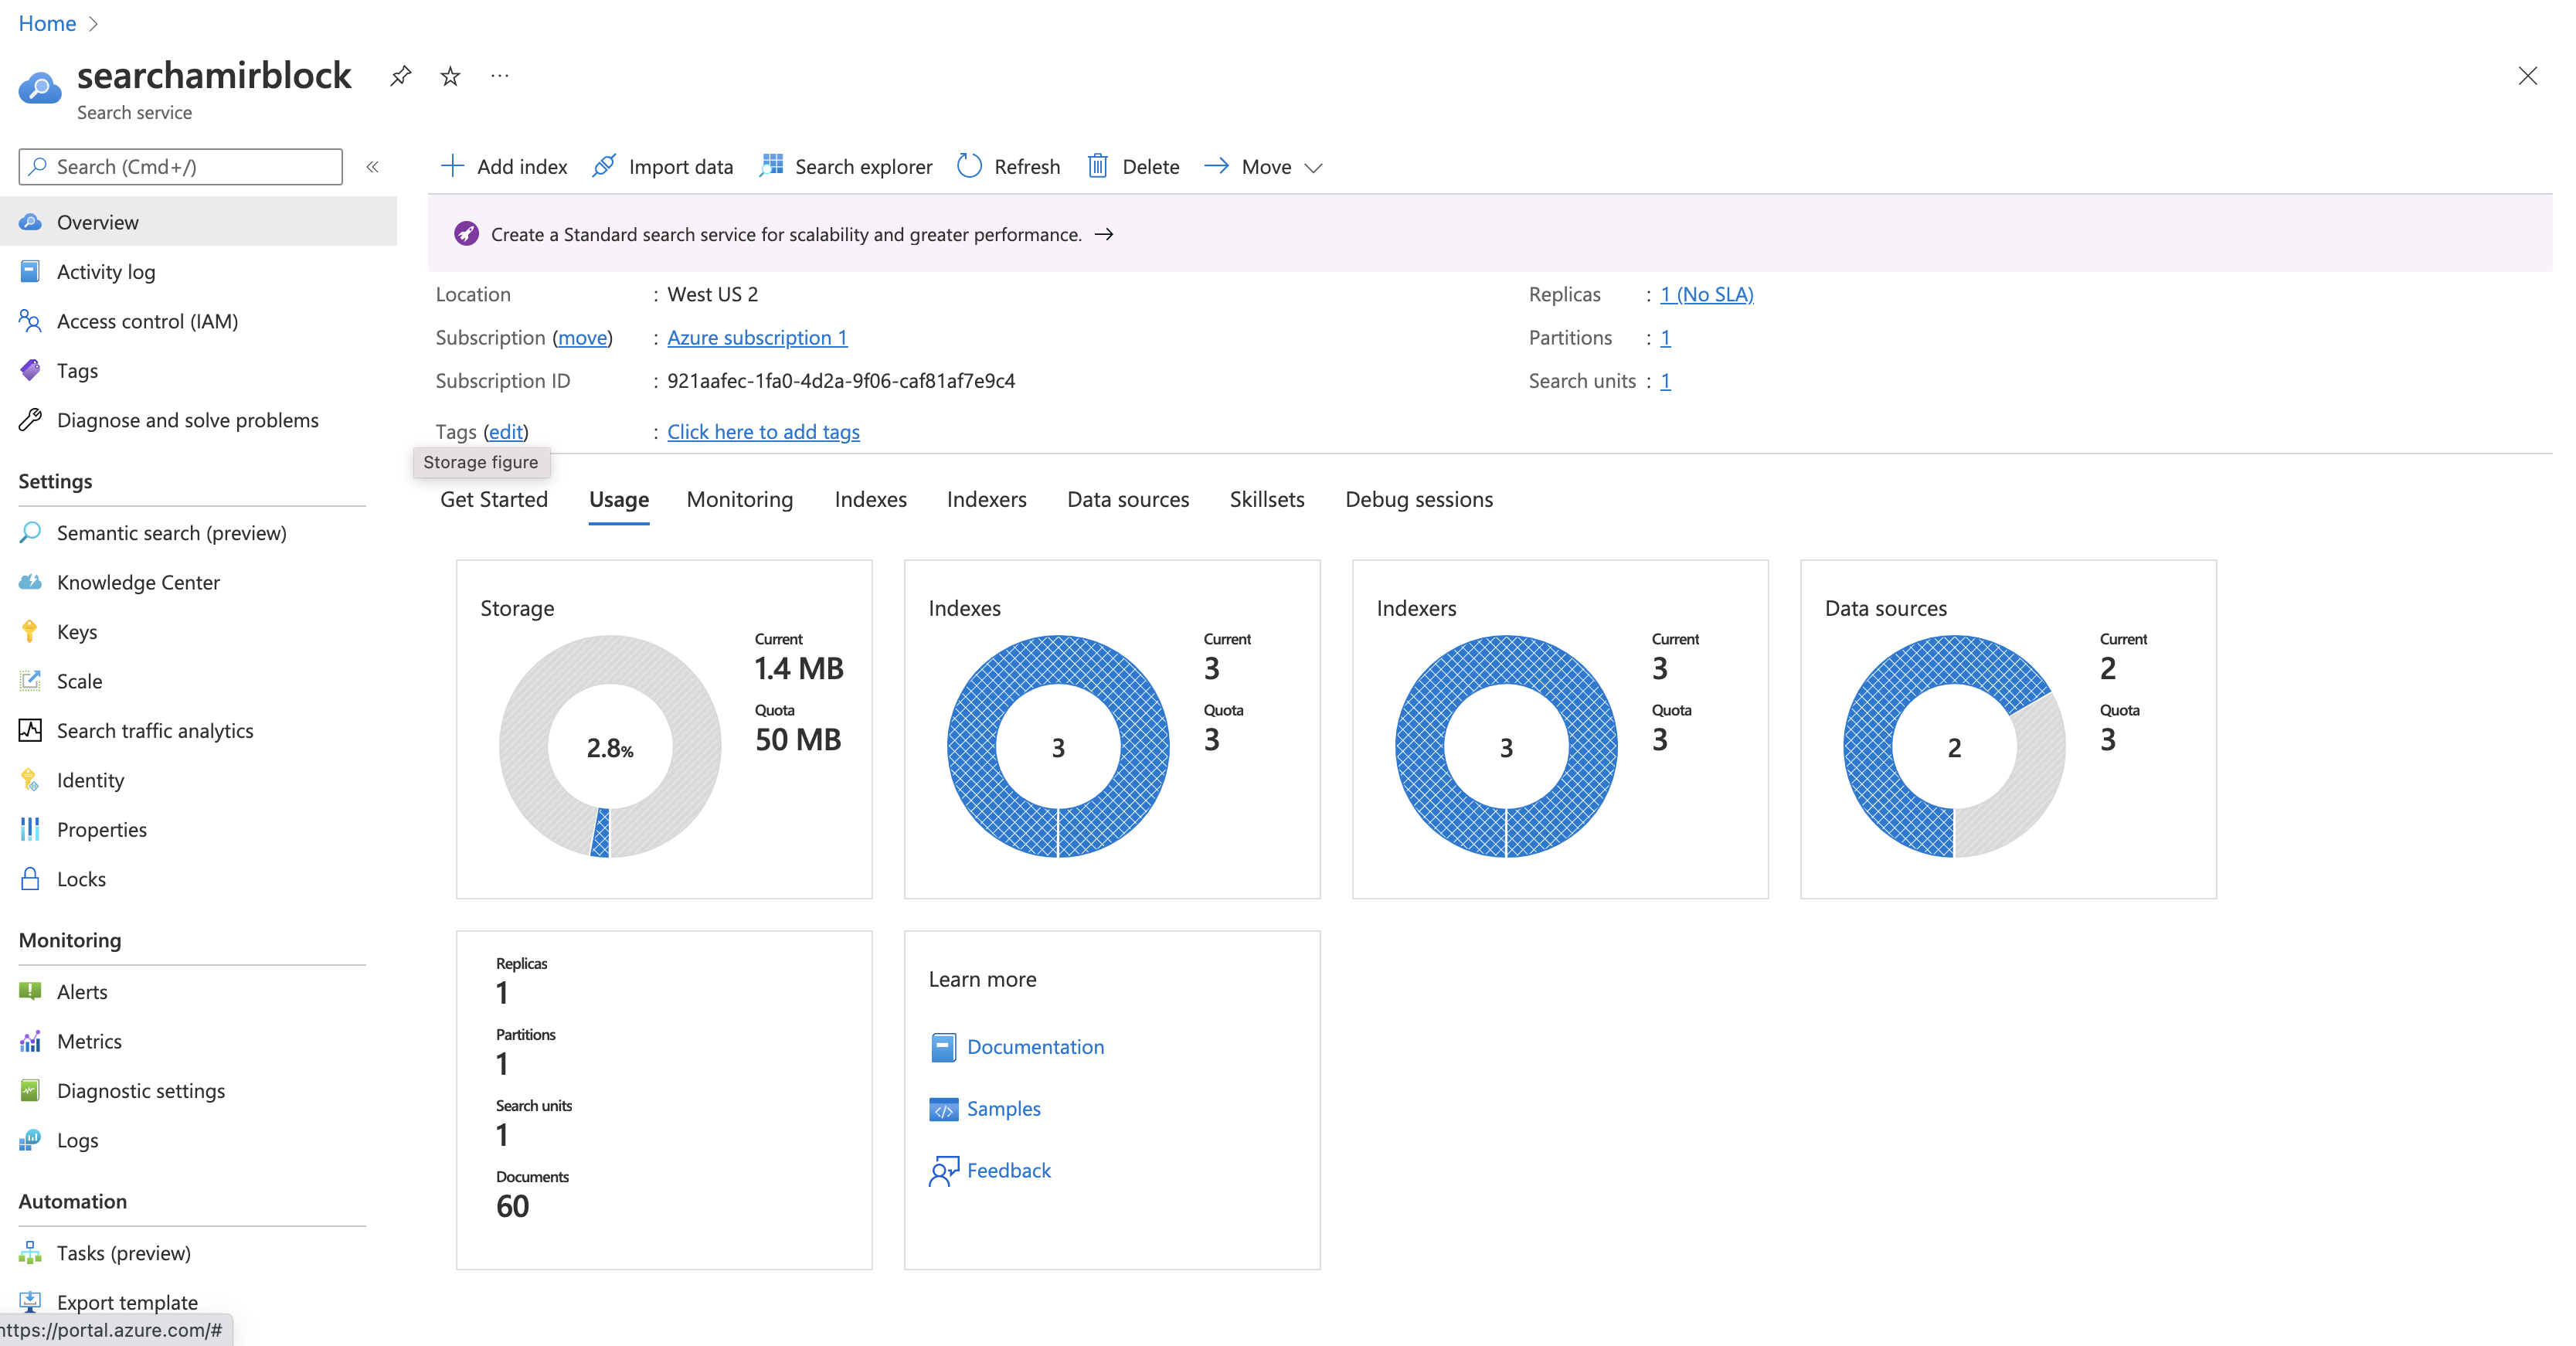 Home
searchamirblock
Search service
Search (Cmd+/)
Overview
Activity log
Access control (IAM)
Tags
Diagnose and solve problems
Settings
Semantic search (preview)
Knowledge Center
Keys
Scale
Search traffic analytics
Identity
Properties
Locks
Monitoring
Alerts
Metrics
Diagnostic settings
Logs
Automation
Tasks (preview)
Export template
https://portal.azure.com/#
Add index Import data Search explorer Refresh Delete Move
Create a Standard search service for scalability and greater performance.
Location : West US 2
Subscription (move) : Azure subscription 1
Subscription ID : 921aafec-1fa0-4d2a-9f06-caf81af7e9c4
Tags (edit) : Click here to add tags
Replicas : 1 (No SLA)
Partitions : 1
Search units : 1
Storage figure
Get Started Usage Monitoring Indexes Indexers Data sources Skillsets Debug sessions
Storage
2.8%
Current
1.4 MB
Quota
50 MB
Indexes
3
Current
3
Quota
3
Indexers
3
Current
3
Quota
3
Data sources
2
Current
2
Quota
3
Replicas
1
Partitions
1
Search units
1
Documents
60
Learn more
Documentation
Samples
Feedback